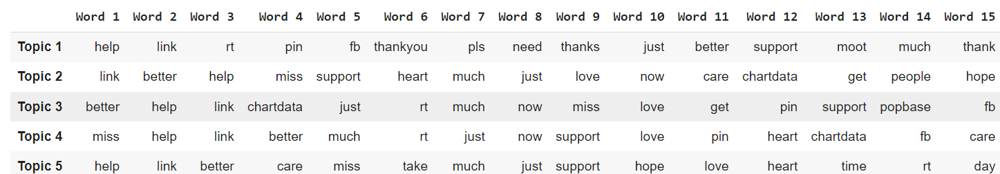 Word 1 Word 2 Word 3 Word 4 Word 5 Word 6 Word 7 Word 8 Word 9 Word 10 Word 11 Word 12 Word 13 Word 14 Word 15
Topic 1 help link rt pin fb thankyou pls need thanks just better support moot much thank
Topic 2 link better help miss support heart much just love now care chartdata get people hope
Topic 3 better help link chartdata just rt much now miss love get pin support popbase fb
Topic 4 miss help link better much rt just now support love pin heart chartdata fb care
Topic 5 help link better care miss take much just support hope love heart time rt day